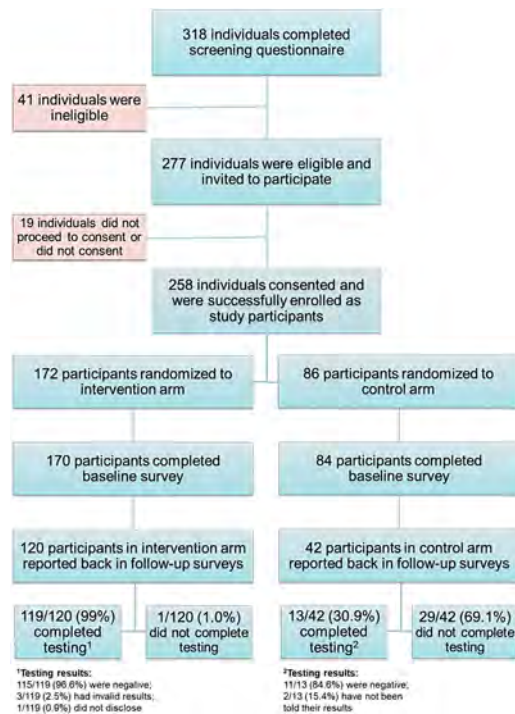 318 individuals completed
screening questionnaire
41 individuals were
ineligible
277 individuals were eligible and
invited to participate
19 individuals did not
proceed to consent or
did not consent
258 individuals consented and
were successfully enrolled as
study participants
172 participants randomized to
intervention arm
86 participants randomized to
control arm
170 participants completed
baseline survey
84 participants completed
baseline survey
120 participants in intervention arm
reported back in follow-up surveys
42 participants in control arm
reported back in follow-up surveys
119/120 (99%)
completed
testing¹
1/120 (1.0%)
did not complete
testing
13/42 (30.9%)
completed
testing²
29/42 (69.1%)
did not complete
testing
¹Testing results:
115/119 (96.6%) were negative;
3/119 (2.5%) had invalid results;
1/119 (0.9%) did not disclose
²Testing results:
11/13 (84.6%) were negative;
2/13 (15.4%) have not been
told their results